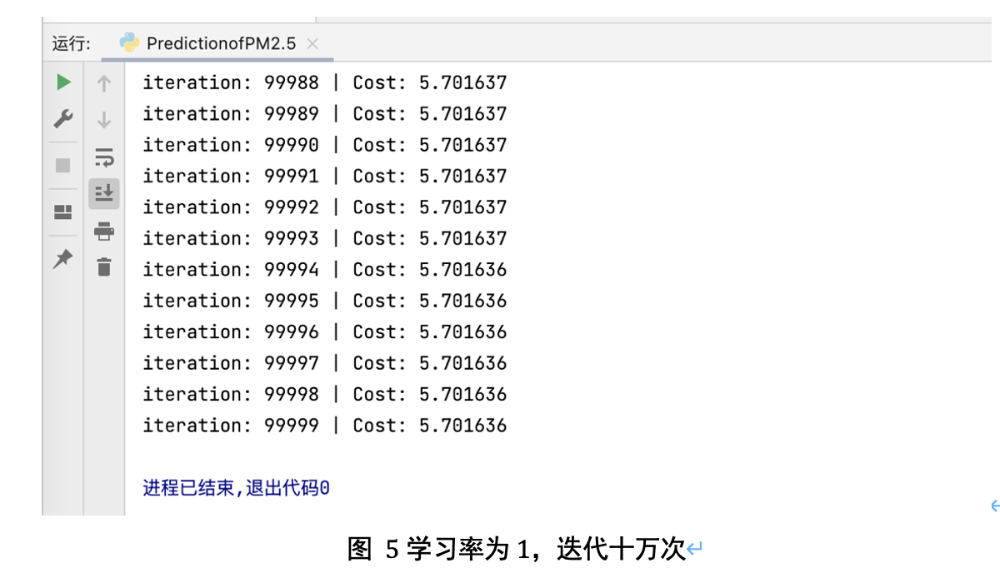 运行: PredictionofPM2.5
iteration: 99988 | Cost: 5.701637
iteration: 99989 | Cost: 5.701637
iteration: 99990 | Cost: 5.701637
iteration: 99991 | Cost: 5.701637
iteration: 99992 | Cost: 5.701637
iteration: 99993 | Cost: 5.701637
iteration: 99994 | Cost: 5.701636
iteration: 99995 | Cost: 5.701636
iteration: 99996 | Cost: 5.701636
iteration: 99997 | Cost: 5.701636
iteration: 99998 | Cost: 5.701636
iteration: 99999 | Cost: 5.701636
进程已结束,退出代码0
图 5 学习率为 1，迭代十万次